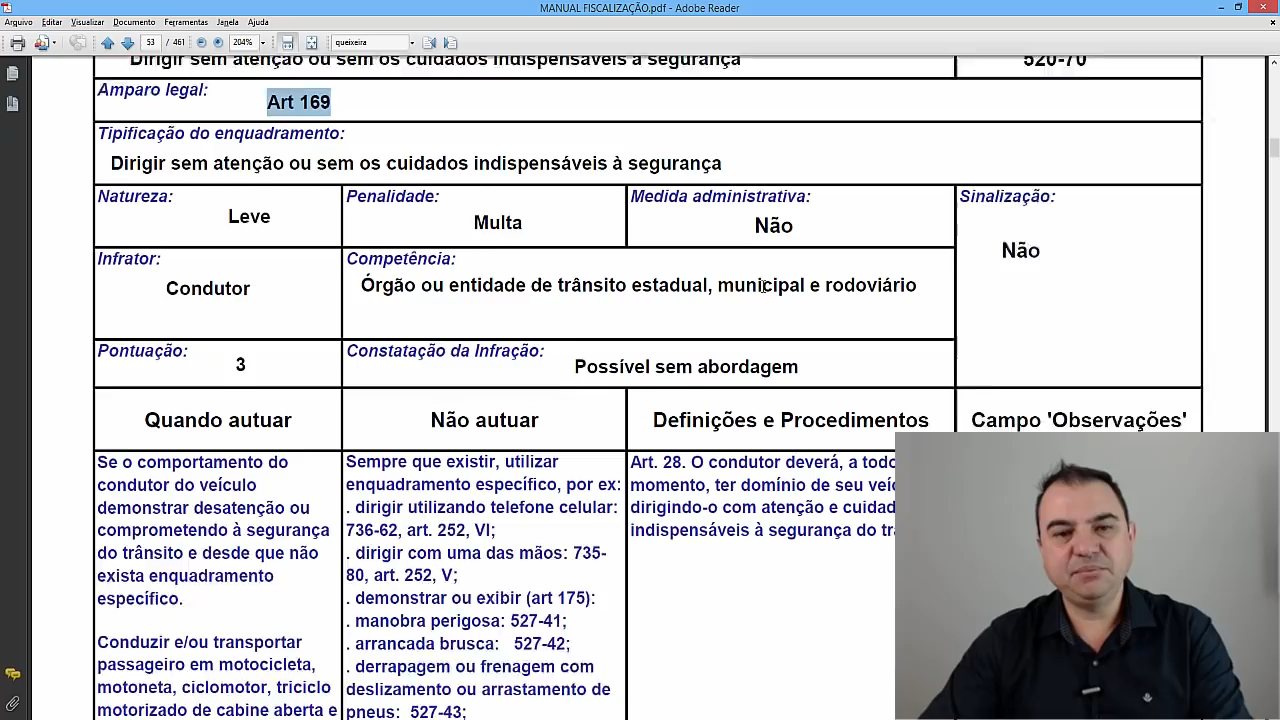 MANUAL FISCALIZAÇÃO.pdf - Adobe Reader
Arquivo Editar Visualizar Documento Ferramentas Janela Ajuda
53 / 461 204% queixeira
Dirigir sem atenção ou sem os cuidados indispensáveis à segurança 520-70
Amparo legal:
Art 169
Tipificação do enquadramento:
Dirigir sem atenção ou sem os cuidados indispensáveis à segurança
Natureza: Penalidade: Medida administrativa: Sinalização:
Leve Multa Não Não
Infrator: Competência:
Condutor Órgão ou entidade de trânsito estadual, municipal e rodoviário
Pontuação: Constatação da Infração:
3 Possível sem abordagem
Quando autuar Não autuar Definições e Procedimentos Campo 'Observações'
Se o comportamento do
condutor do veículo
demonstrar desatenção ou
comprometendo à segurança
do trânsito e desde que não
exista enquadramento
específico.
Conduzir e/ou transportar
passageiro em motocicleta,
motoneta, ciclomotor, triciclo
motorizado de cabine aberta e
Sempre que existir, utilizar
enquadramento específico, por ex:
. dirigir utilizando telefone celular:
736-62, art. 252, VI;
. dirigir com uma das mãos: 735-
80, art. 252, V;
. demonstrar ou exibir (art 175):
. manobra perigosa: 527-41;
. arrancada brusca: 527-42;
. derrapagem ou frenagem com
deslizamento ou arrastamento de
pneus: 527-43;
Art. 28. O condutor deverá, a todo
momento, ter domínio de seu
dirigindo-o com atenção e
indispensáveis à segurança do